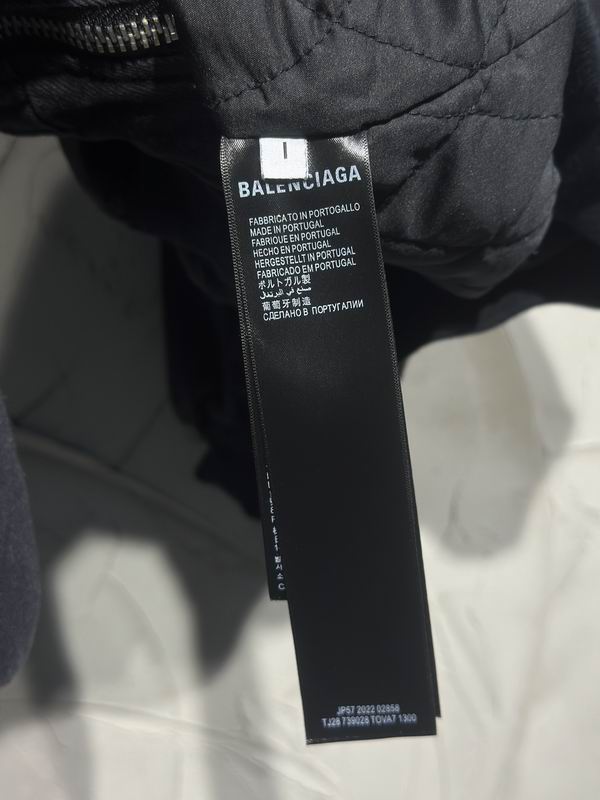 I
BALENCIAGA
FABBRICATO IN PORTOGALLO
MADE IN PORTUGAL
FABRIQUE EN PORTUGAL
HECHO EN PORTUGAL
HERGESTELLT IN PORTUGAL
FABRICADO EM PORTUGAL
ポルトガル製
صنع في البرتغال
葡萄牙制造
СДЕЛАНО В ПОРТУГАЛИИ
JP57 2022 02858
TJ28 739028 TOVA7 1300